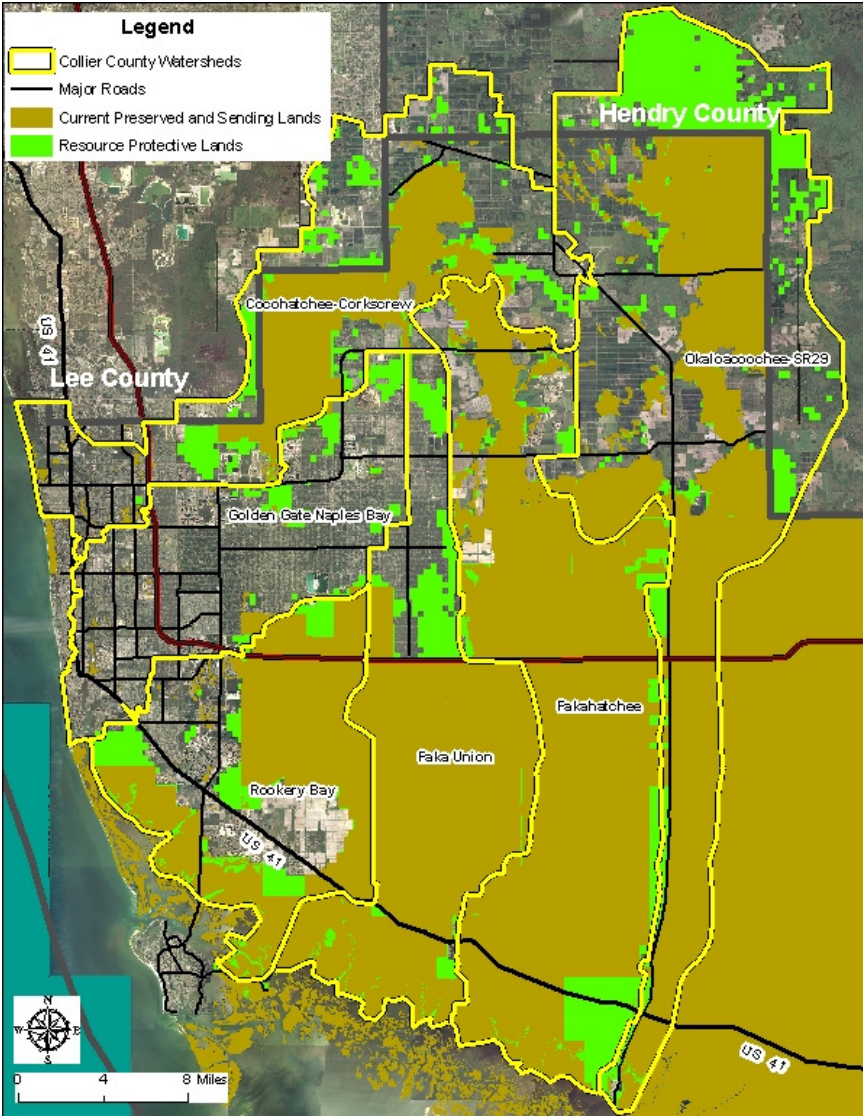 Legend
Collier County Watersheds
Major Roads
Current Preserved and Sending Lands
Resource Protective Lands
Hendry County
Cocohatchee-Corkscrew
US 41
Lee County
Okaloacoochee-SR29
Golden Gate Naples Bay
Fakahatchee
Faka Union
Rookery Bay
US 41
N
W E
S
US 41
0 4 8 Miles